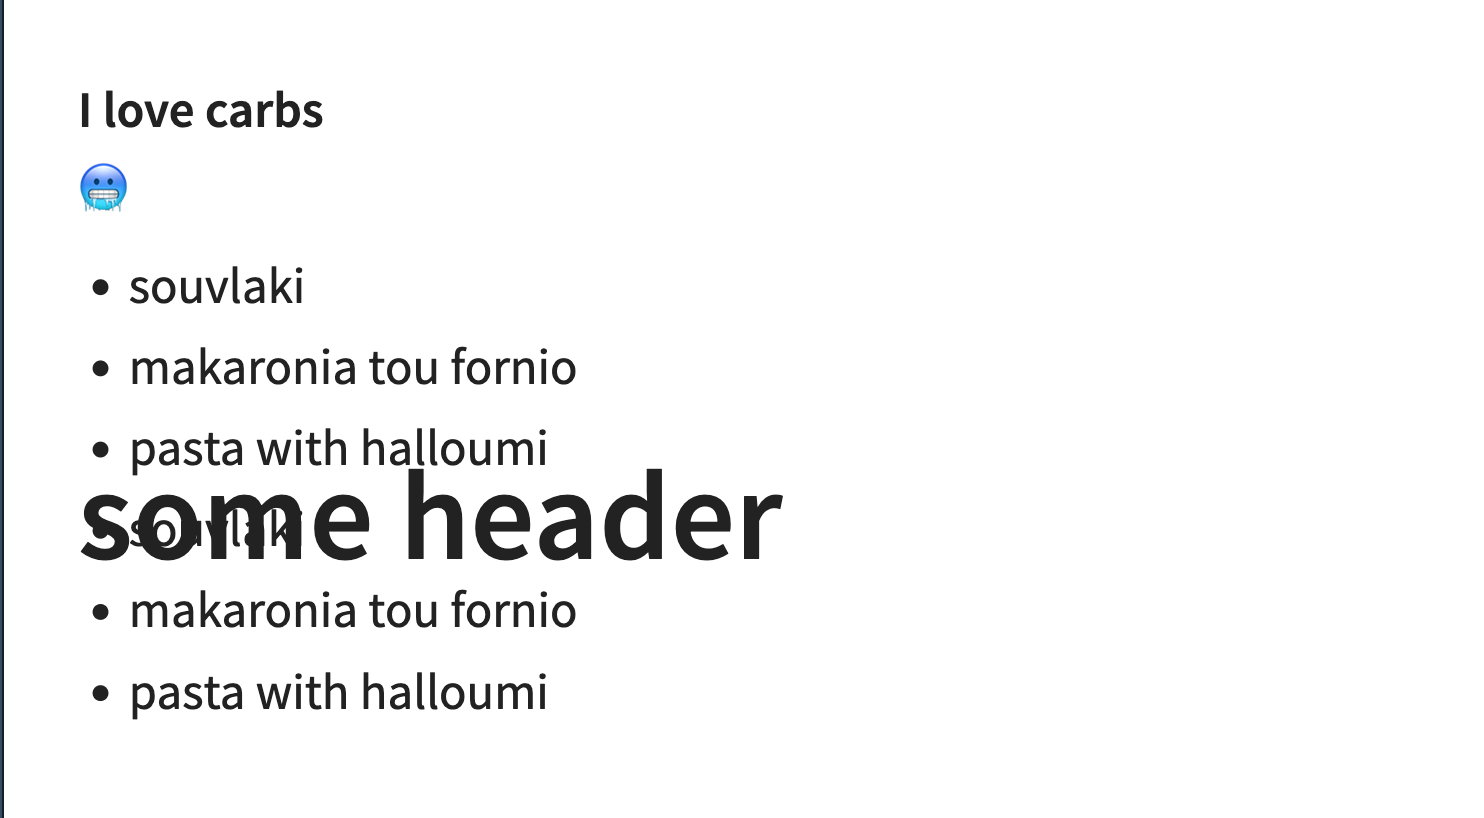 I love carbs
🥶
• souvlaki
• makaronia tou fornio
• pasta with halloumi
some header
• souvlaki
• makaronia tou fornio
• pasta with halloumi